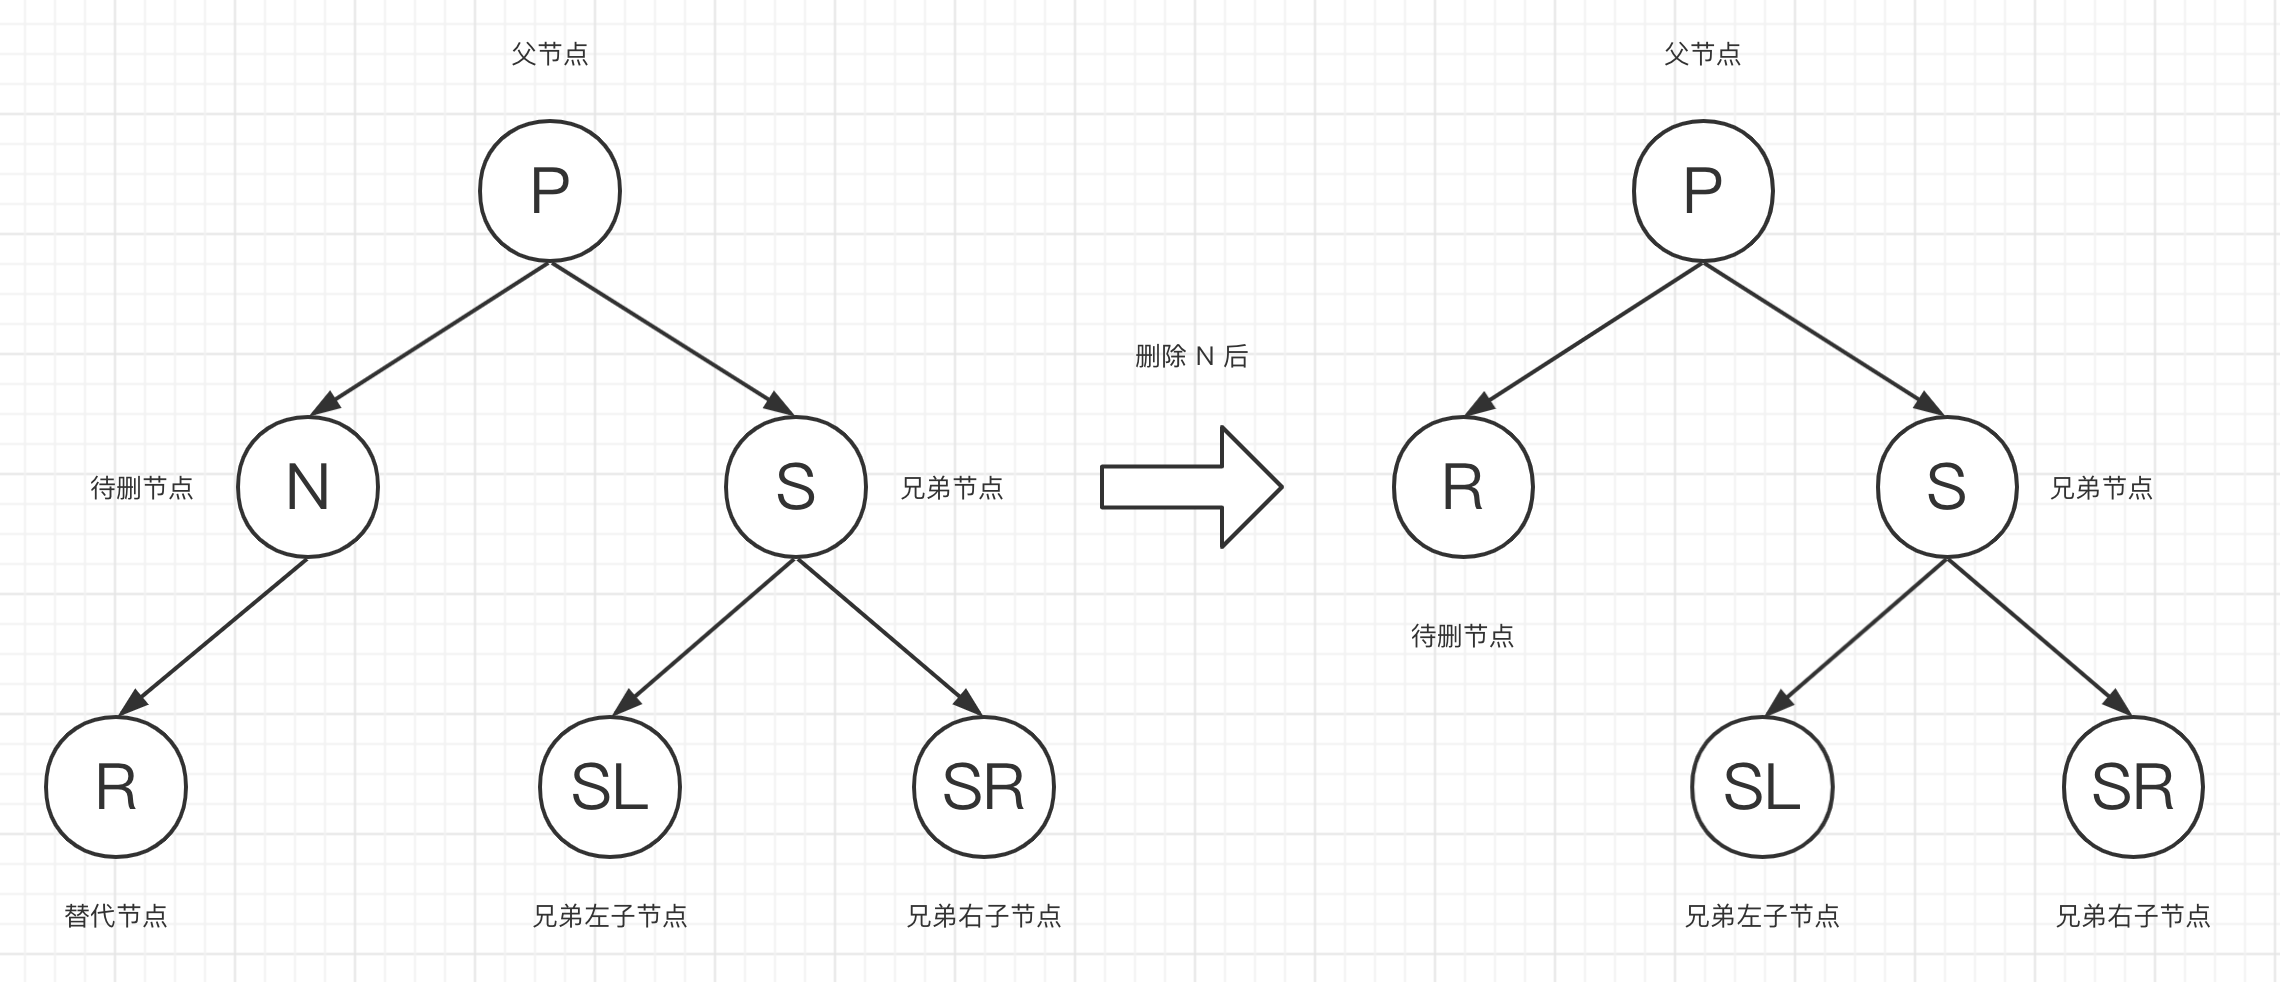 父节点
父节点
P
P
删除 N 后
待删节点
N
S
兄弟节点
R
S
兄弟节点
待删节点
R
SL
SR
SL
SR
替代节点
兄弟左子节点
兄弟右子节点
兄弟左子节点
兄弟右子节点